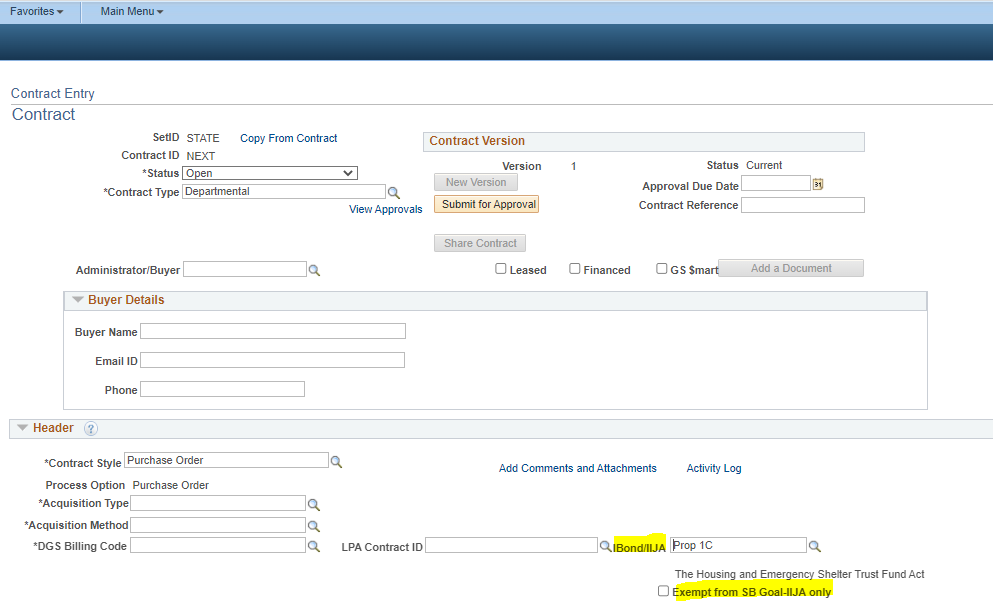 Favorites Main Menu
Contract Entry
Contract
SetID STATE Copy From Contract
Contract Version
Contract ID NEXT
Version 1 Status Current
*Status Open
New Version Approval Due Date 31
*Contract Type Departmental
View Approvals Submit for Approval Contract Reference
Share Contract
Administrator/Buyer Leased Financed GS $mart Add a Document
Buyer Details
Buyer Name
Email ID
Phone
Header ?
*Contract Style Purchase Order
Add Comments and Attachments Activity Log
Process Option Purchase Order
*Acquisition Type
*Acquisition Method
*DGS Billing Code LPA Contract ID IBond/IIJA Prop 1C
The Housing and Emergency Shelter Trust Fund Act
Exempt from SB Goal-IIJA only